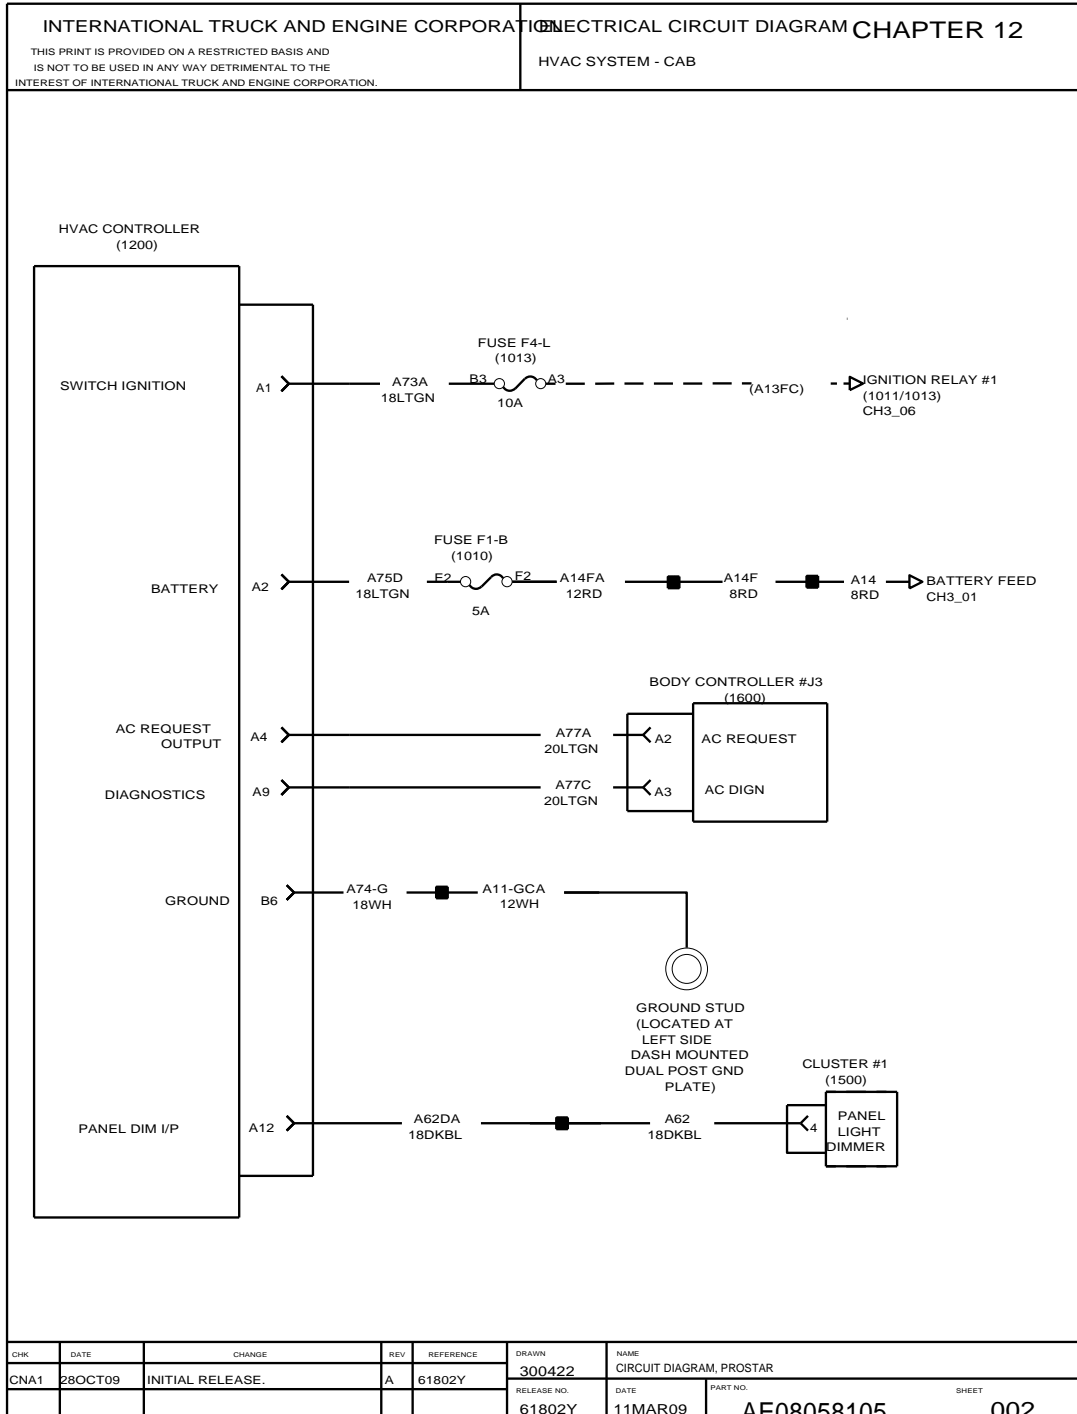 INTERNATIONAL TRUCK AND ENGINE CORPORATION
THIS PRINT IS PROVIDED ON A RESTRICTED BASIS AND
IS NOT TO BE USED IN ANY WAY DETRIMENTAL TO THE
INTEREST OF INTERNATIONAL TRUCK AND ENGINE CORPORATION.
ELECTRICAL CIRCUIT DIAGRAM
CHAPTER 12
HVAC SYSTEM - CAB
HVAC CONTROLLER
(1200)
SWITCH IGNITION
A1
A73A
18LTGN
FUSE F4-L
(1013)
B3
A3
10A
(A13FC)
IGNITION RELAY #1
(1011/1013)
CH3_06
BATTERY
A2
A75D
18LTGN
FUSE F1-B
(1010)
F2
5A
A14FA
12RD
A14F
8RD
A14
8RD
BATTERY FEED
CH3_01
BODY CONTROLLER #J3
(1600)
AC REQUEST
OUTPUT
A4
A77A
20LTGN
A2
AC REQUEST
DIAGNOSTICS
A9
A77C
20LTGN
A3
AC DIGN
GROUND
B6
A74-G
18WH
A11-GCA
12WH
GROUND STUD
(LOCATED AT
LEFT SIDE
DASH MOUNTED
DUAL POST GND
PLATE)
CLUSTER #1
(1500)
PANEL DIM I/P
A12
A62DA
18DKBL
A62
18DKBL
4
PANEL
LIGHT
DIMMER
CHK DATE CHANGE REV REFERENCE
CNA1 28OCT09 INITIAL RELEASE. A 61802Y
DRAWN
300422
NAME
CIRCUIT DIAGRAM, PROSTAR
RELEASE NO.
61802Y
DATE
11MAR09
PART NO.
AE08058105
SHEET
002